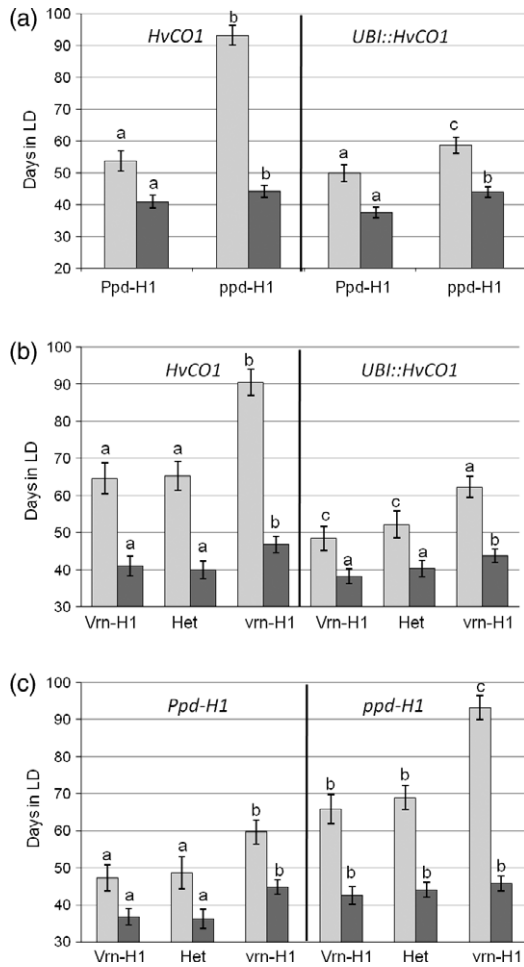 (a)
HvCO1 UBI::HvCO1
Days in LD
100
90
80
70
60
50
40
30
20
a a b b a a c b
Ppd-H1 ppd-H1 Ppd-H1 ppd-H1
(b)
HvCO1 UBI::HvCO1
Days in LD
100
90
80
70
60
50
40
30
a a a a b b c a c a a b
Vrn-H1 Het vrn-H1 Vrn-H1 Het vrn-H1
(c)
Ppd-H1 ppd-H1
Days in LD
100
90
80
70
60
50
40
30
a a a a b b b b b b c b
Vrn-H1 Het vrn-H1 Vrn-H1 Het vrn-H1